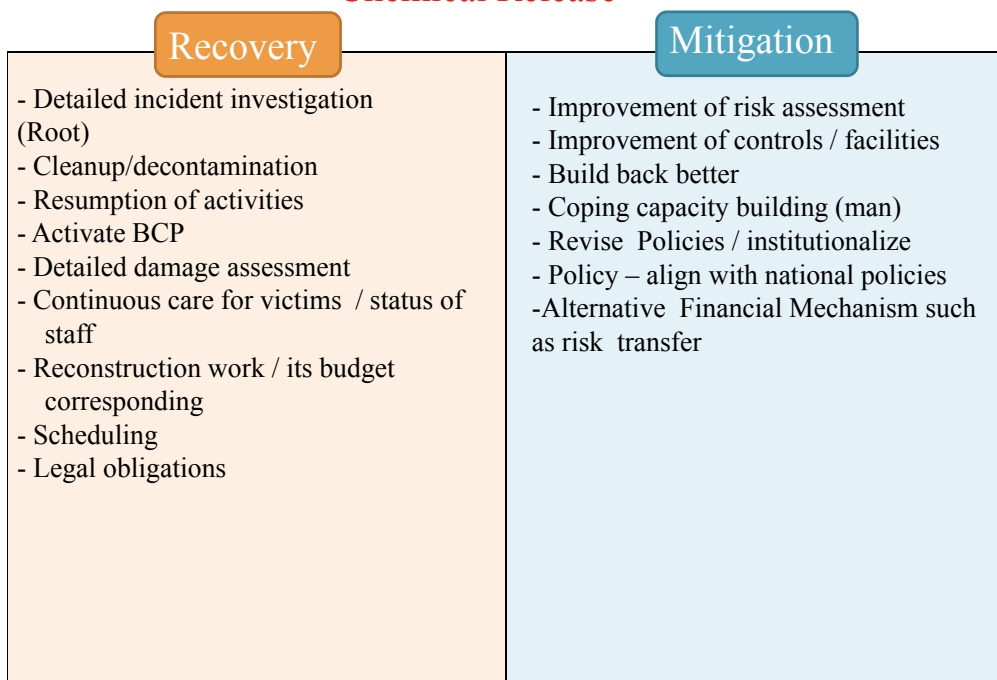 Chemical Release
Recovery
- Detailed incident investigation
(Root)
- Cleanup/decontamination
- Resumption of activities
- Activate BCP
- Detailed damage assessment
- Continuous care for victims / status of
staff
- Reconstruction work / its budget
corresponding
- Scheduling
- Legal obligations
Mitigation
- Improvement of risk assessment
- Improvement of controls / facilities
- Build back better
- Coping capacity building (man)
- Revise Policies / institutionalize
- Policy – align with national policies
-Alternative Financial Mechanism such
as risk transfer